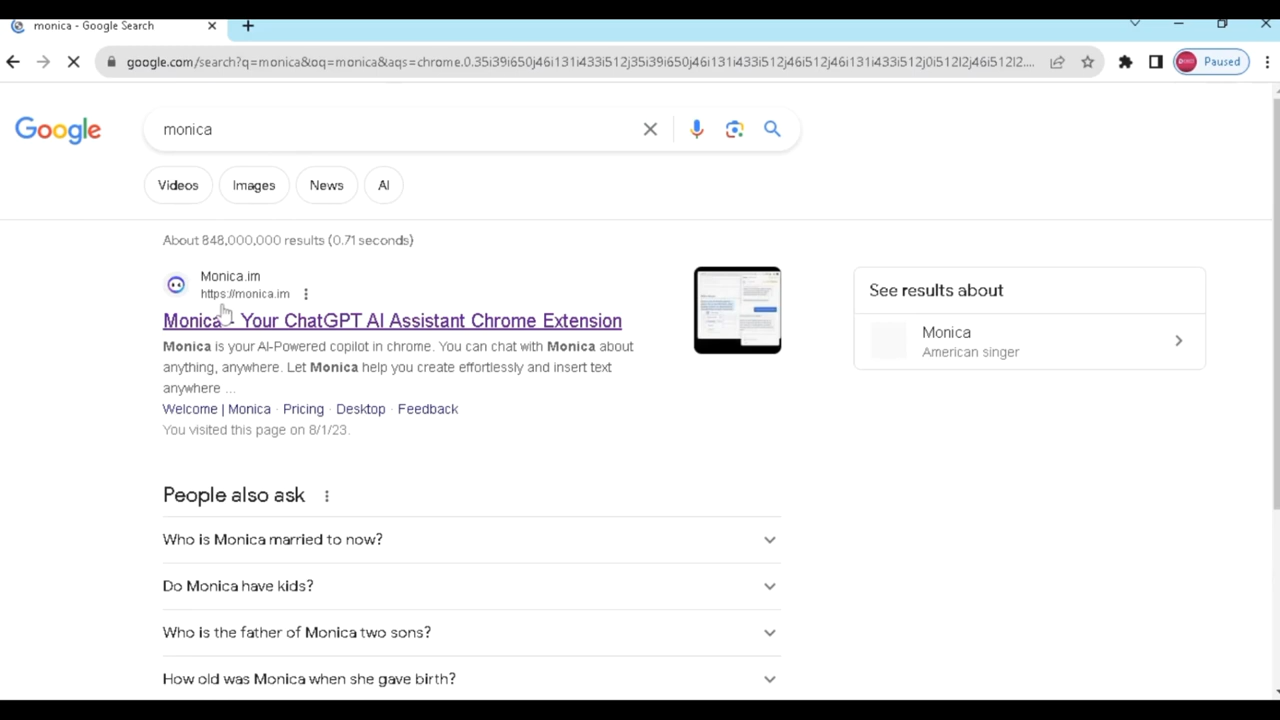 monica - Google Search
google.com/search?q=monica&oq=monica&aqs=chrome.0.35i39i650j46i131i433i512j35i39i650j46i131i433i512j46i512j46i131i433i512j0i512l2j46i512l2....
Paused
Google
monica
Videos
Images
News
AI
About 848,000,000 results (0.71 seconds)
Monica.im
https://monica.im
Monica - Your ChatGPT AI Assistant Chrome Extension
Monica is your AI-Powered copilot in chrome. You can chat with Monica about
anything, anywhere. Let Monica help you create effortlessly and insert text
anywhere ...
Welcome | Monica · Pricing · Desktop · Feedback
You visited this page on 8/1/23.
See results about
Monica
American singer
People also ask
Who is Monica married to now?
Do Monica have kids?
Who is the father of Monica two sons?
How old was Monica when she gave birth?